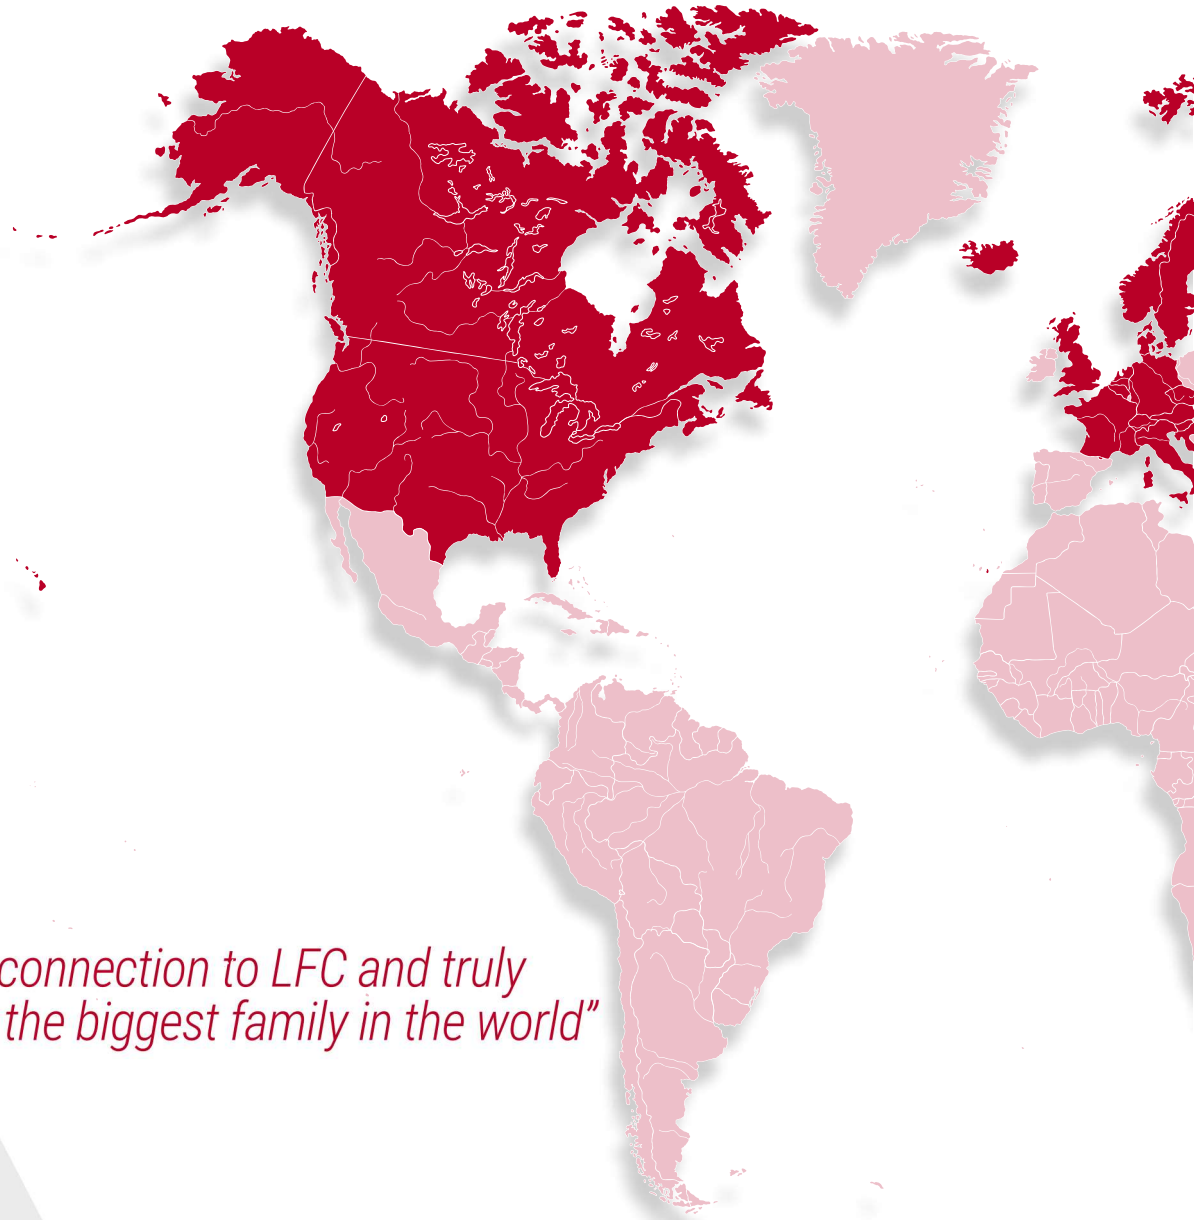 connection to LFC and truly
the biggest family in the world”